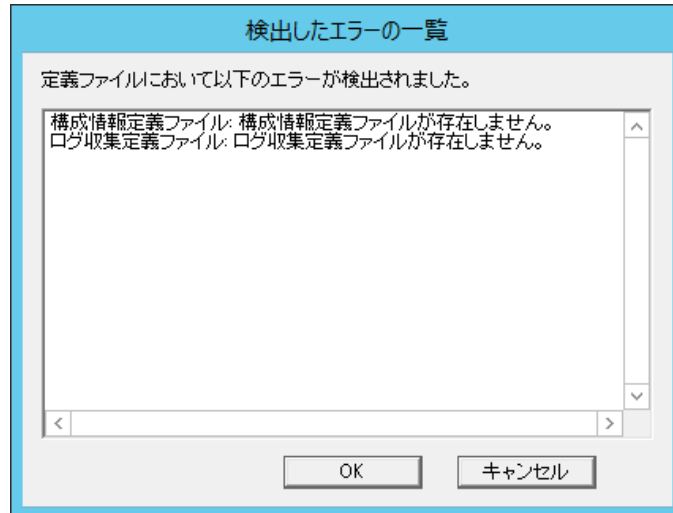 検出したエラーの一覧
定義ファイルにおいて以下のエラーが検出されました。
構成情報定義ファイル: 構成情報定義ファイルが存在しません。
ログ収集定義ファイル: ログ収集定義ファイルが存在しません。
OK
キャンセル